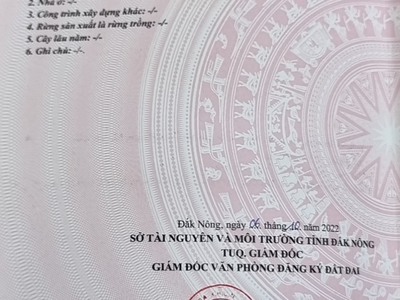 2. Nhà ở: -/-
3. Công trình xây dựng khác: -/-
4. Rừng sản xuất là rừng trồng: -/-
5. Cây lâu năm: -/-
6. Ghi chú: -/-
Đắk Nông, ngày 06 tháng 10. năm 2022
SỞ TÀI NGUYÊN VÀ MÔI TRƯỜNG TỈNH ĐẮK NÔNG
TUQ. GIÁM ĐỐC
GIÁM ĐỐC VĂN PHÒNG ĐĂNG KÝ ĐẤT ĐAI